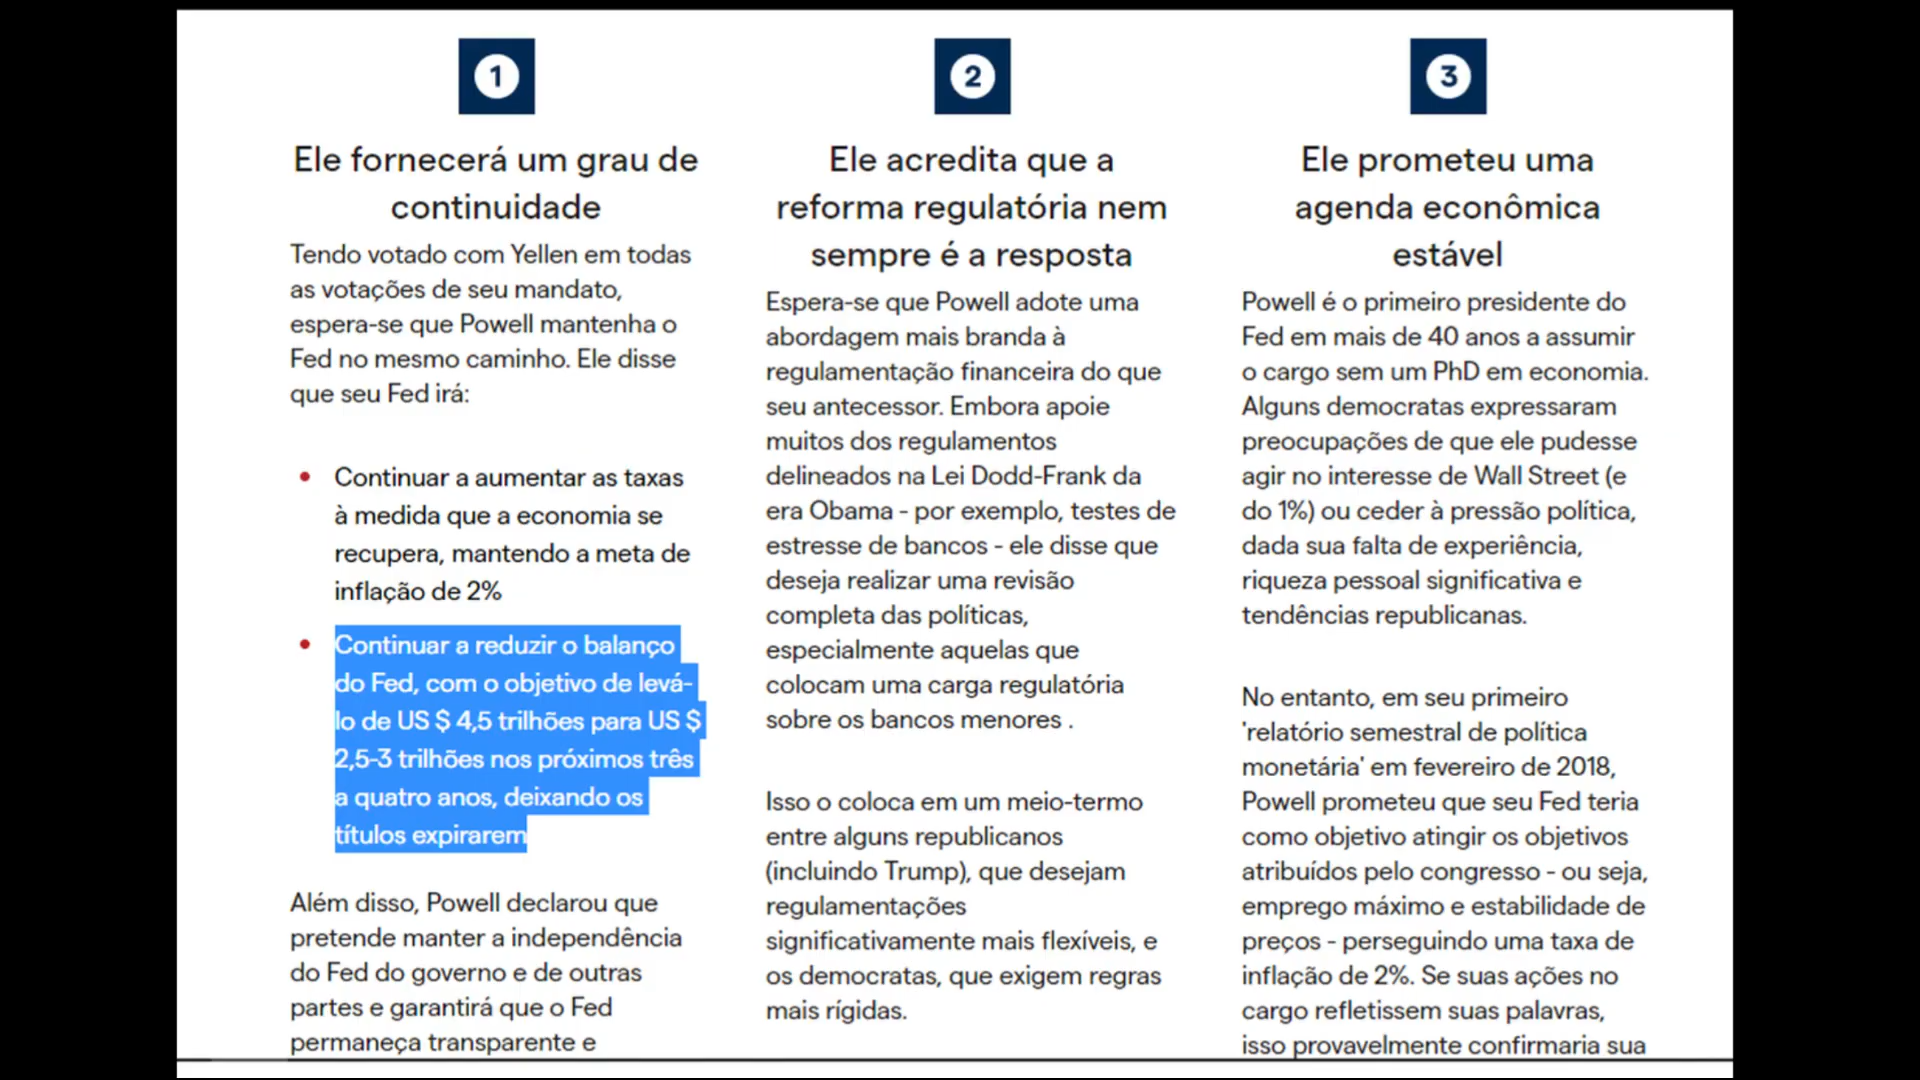 1
Ele fornecerá um grau de
continuidade
Tendo votado com Yellen em todas
as votações de seu mandato,
espera-se que Powell mantenha o
Fed no mesmo caminho. Ele disse
que seu Fed irá:
• Continuar a aumentar as taxas
à medida que a economia se
recupera, mantendo a meta de
inflação de 2%
• Continuar a reduzir o balanço
do Fed, com o objetivo de levá-
lo de US $ 4,5 trilhões para US $
2,5-3 trilhões nos próximos três
a quatro anos, deixando os
títulos expirarem
Além disso, Powell declarou que
pretende manter a independência
do Fed do governo e de outras
partes e garantirá que o Fed
permaneça transparente e
2
Ele acredita que a
reforma regulatória nem
sempre é a resposta
Espera-se que Powell adote uma
abordagem mais branda à
regulamentação financeira do que
seu antecessor. Embora apoie
muitos dos regulamentos
delineados na Lei Dodd-Frank da
era Obama - por exemplo, testes de
estresse de bancos - ele disse que
deseja realizar uma revisão
completa das políticas,
especialmente aquelas que
colocam uma carga regulatória
sobre os bancos menores .
Isso o coloca em um meio-termo
entre alguns republicanos
(incluindo Trump), que desejam
regulamentações
significativamente mais flexíveis, e
os democratas, que exigem regras
mais rígidas.
3
Ele prometeu uma
agenda econômica
estável
Powell é o primeiro presidente do
Fed em mais de 40 anos a assumir
o cargo sem um PhD em economia.
Alguns democratas expressaram
preocupações de que ele pudesse
agir no interesse de Wall Street (e
do 1%) ou ceder à pressão política,
dada sua falta de experiência,
riqueza pessoal significativa e
tendências republicanas.
No entanto, em seu primeiro
'relatório semestral de política
monetária' em fevereiro de 2018,
Powell prometeu que seu Fed teria
como objetivo atingir os objetivos
atribuídos pelo congresso - ou seja,
emprego máximo e estabilidade de
preços - perseguindo uma taxa de
inflação de 2%. Se suas ações no
cargo refletissem suas palavras,
isso provavelmente confirmaria sua